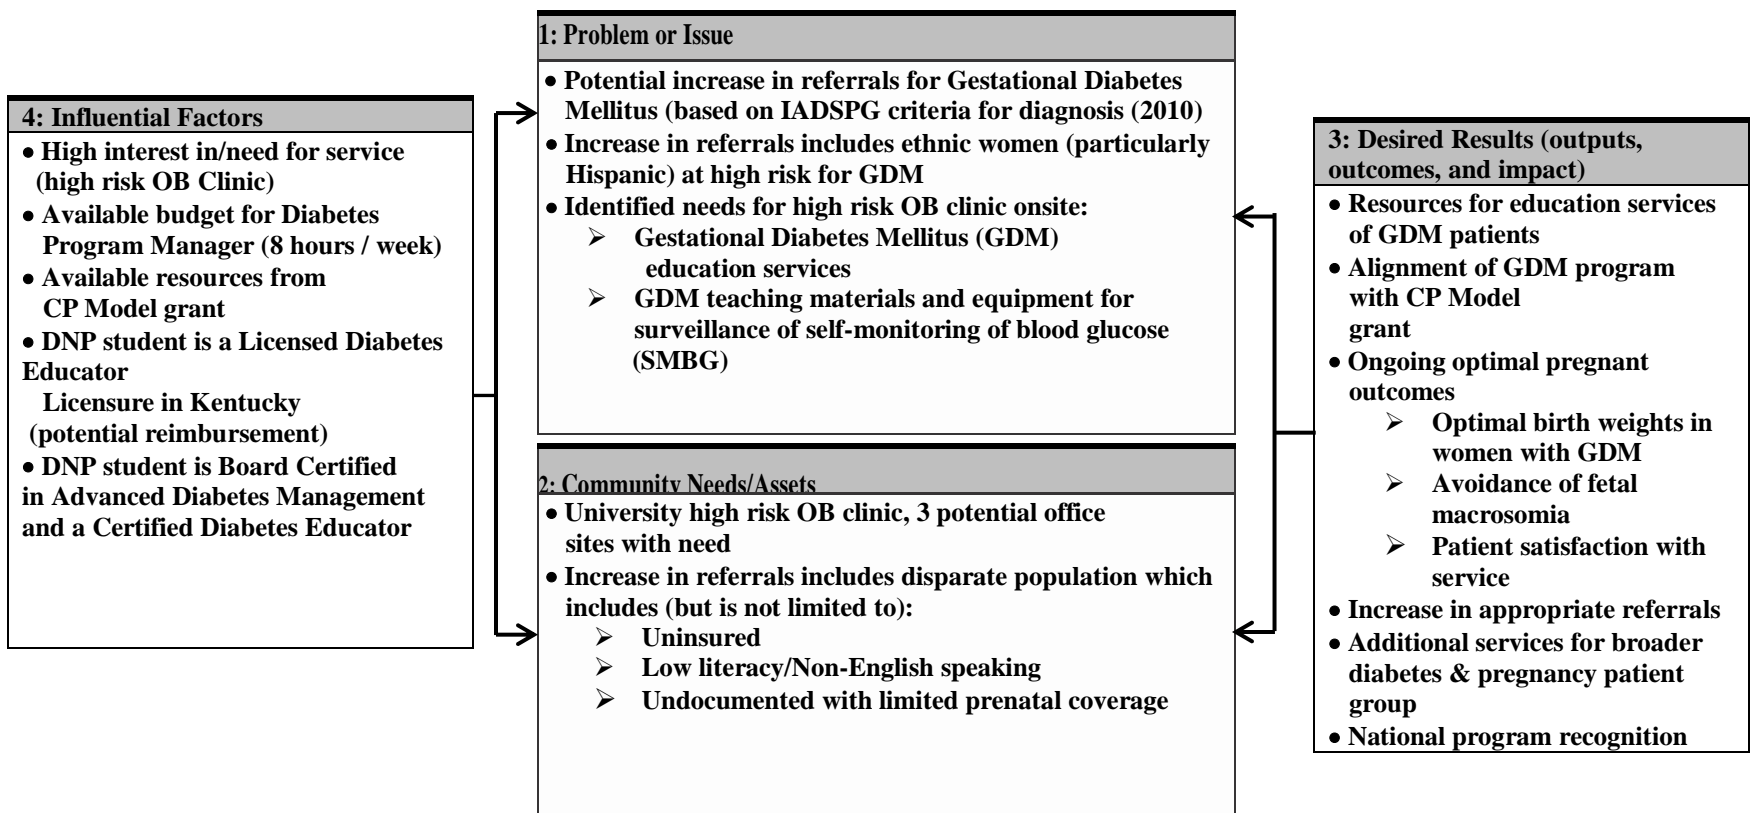 1: Problem or Issue
• Potential increase in referrals for Gestational Diabetes
Mellitus (based on IADSPG criteria for diagnosis (2010)
• Increase in referrals includes ethnic women (particularly
Hispanic) at high risk for GDM
• Identified needs for high risk OB clinic onsite:
➢ Gestational Diabetes Mellitus (GDM)
education services
➢ GDM teaching materials and equipment for
surveillance of self-monitoring of blood glucose
(SMBG)
4: Influential Factors
• High interest in/need for service
(high risk OB Clinic)
• Available budget for Diabetes
Program Manager (8 hours / week)
• Available resources from
CP Model grant
• DNP student is a Licensed Diabetes
Educator
Licensure in Kentucky
(potential reimbursement)
• DNP student is Board Certified
in Advanced Diabetes Management
and a Certified Diabetes Educator
2: Community Needs/Assets
• University high risk OB clinic, 3 potential office
sites with need
• Increase in referrals includes disparate population which
includes (but is not limited to):
➢ Uninsured
➢ Low literacy/Non-English speaking
➢ Undocumented with limited prenatal coverage
3: Desired Results (outputs,
outcomes, and impact)
• Resources for education services
of GDM patients
• Alignment of GDM program
with CP Model
grant
• Ongoing optimal pregnant
outcomes
➢ Optimal birth weights in
women with GDM
➢ Avoidance of fetal
macrosomia
➢ Patient satisfaction with
service
• Increase in appropriate referrals
• Additional services for broader
diabetes & pregnancy patient
group
• National program recognition